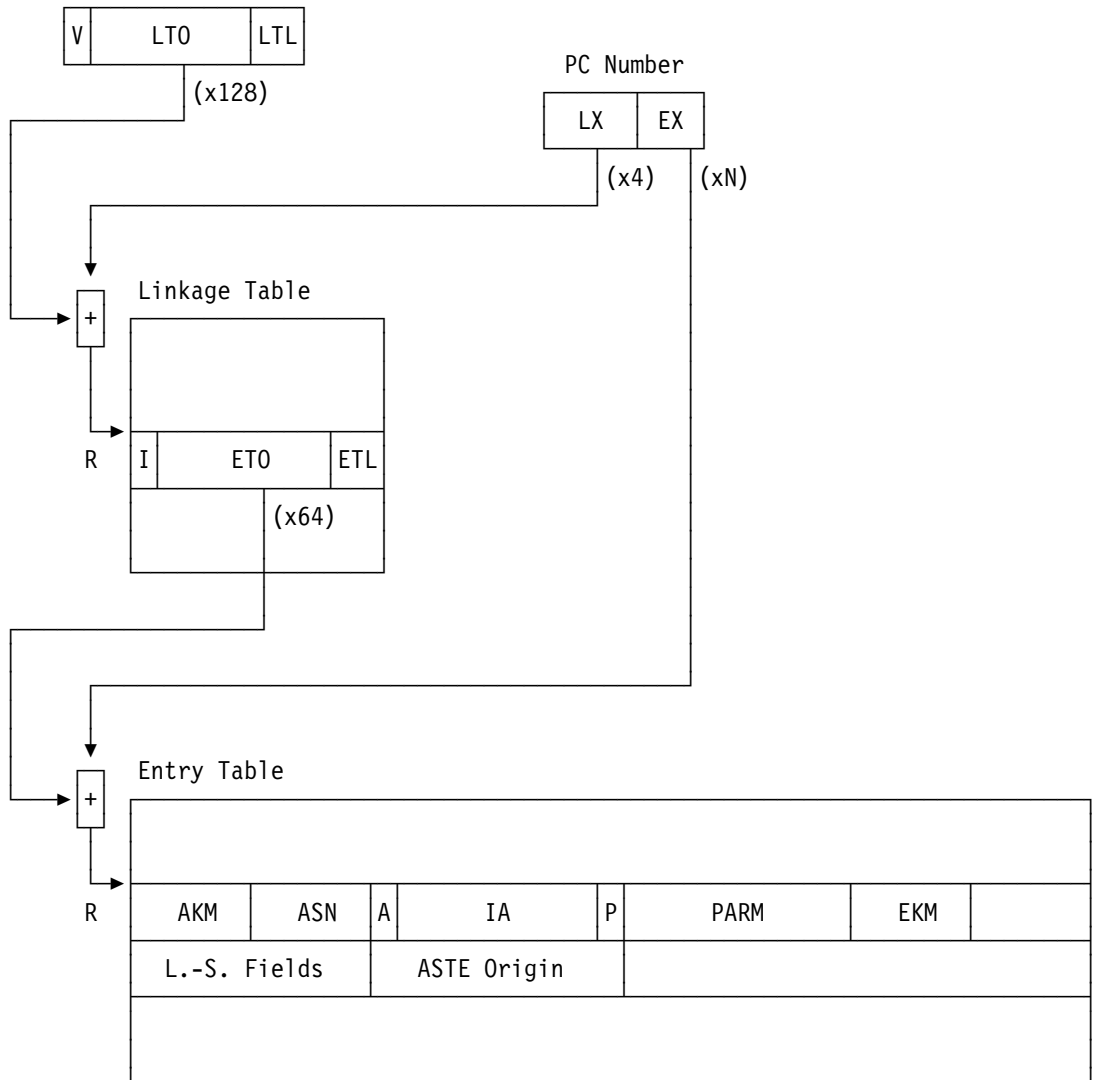 V LTO LTL
(x128)
PC Number
LX EX
(x4) (xN)
Linkage Table
+
R I ETO ETL
(x64)
Entry Table
+
R AKM ASN A IA P PARM EKM
L.-S. Fields ASTE Origin